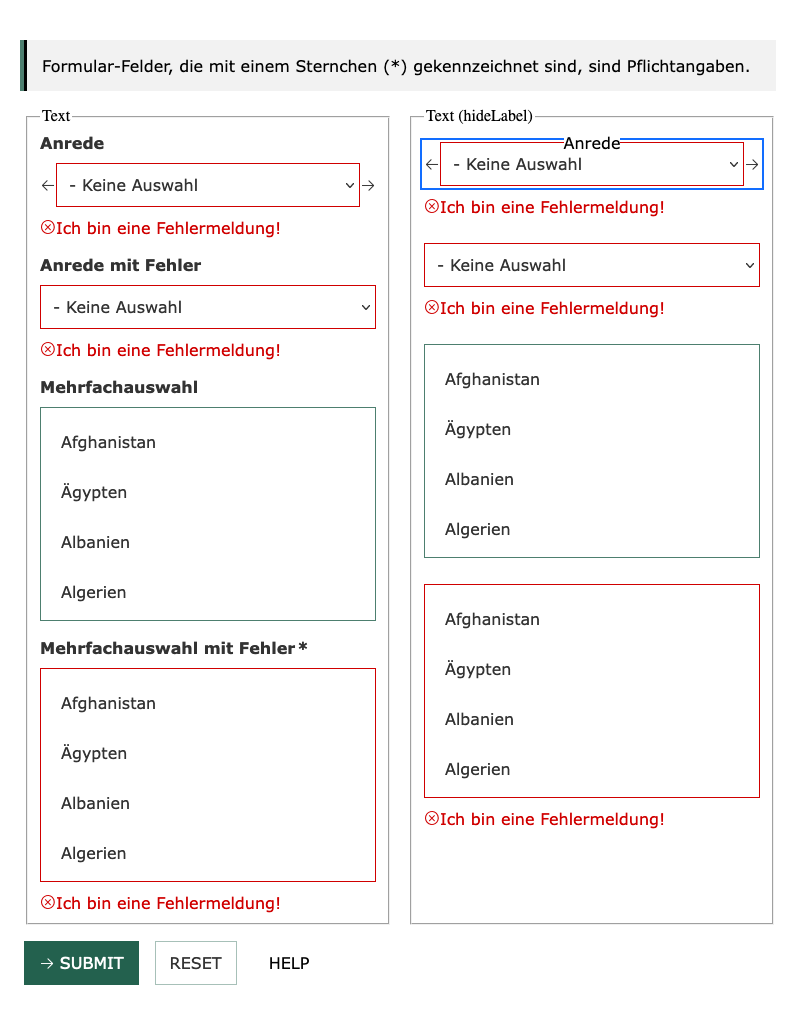 Formular-Felder, die mit einem Sternchen (*) gekennzeichnet sind, sind Pflichtangaben.
Text
Anrede
- Keine Auswahl
Ich bin eine Fehlermeldung!
Anrede mit Fehler
- Keine Auswahl
Ich bin eine Fehlermeldung!
Mehrfachauswahl
Afghanistan
Ägypten
Albanien
Algerien
Mehrfachauswahl mit Fehler*
Afghanistan
Ägypten
Albanien
Algerien
Ich bin eine Fehlermeldung!
Text (hideLabel)
Anrede
- Keine Auswahl
Ich bin eine Fehlermeldung!
- Keine Auswahl
Ich bin eine Fehlermeldung!
Afghanistan
Ägypten
Albanien
Algerien
Afghanistan
Ägypten
Albanien
Algerien
Ich bin eine Fehlermeldung!
SUBMIT
RESET
HELP